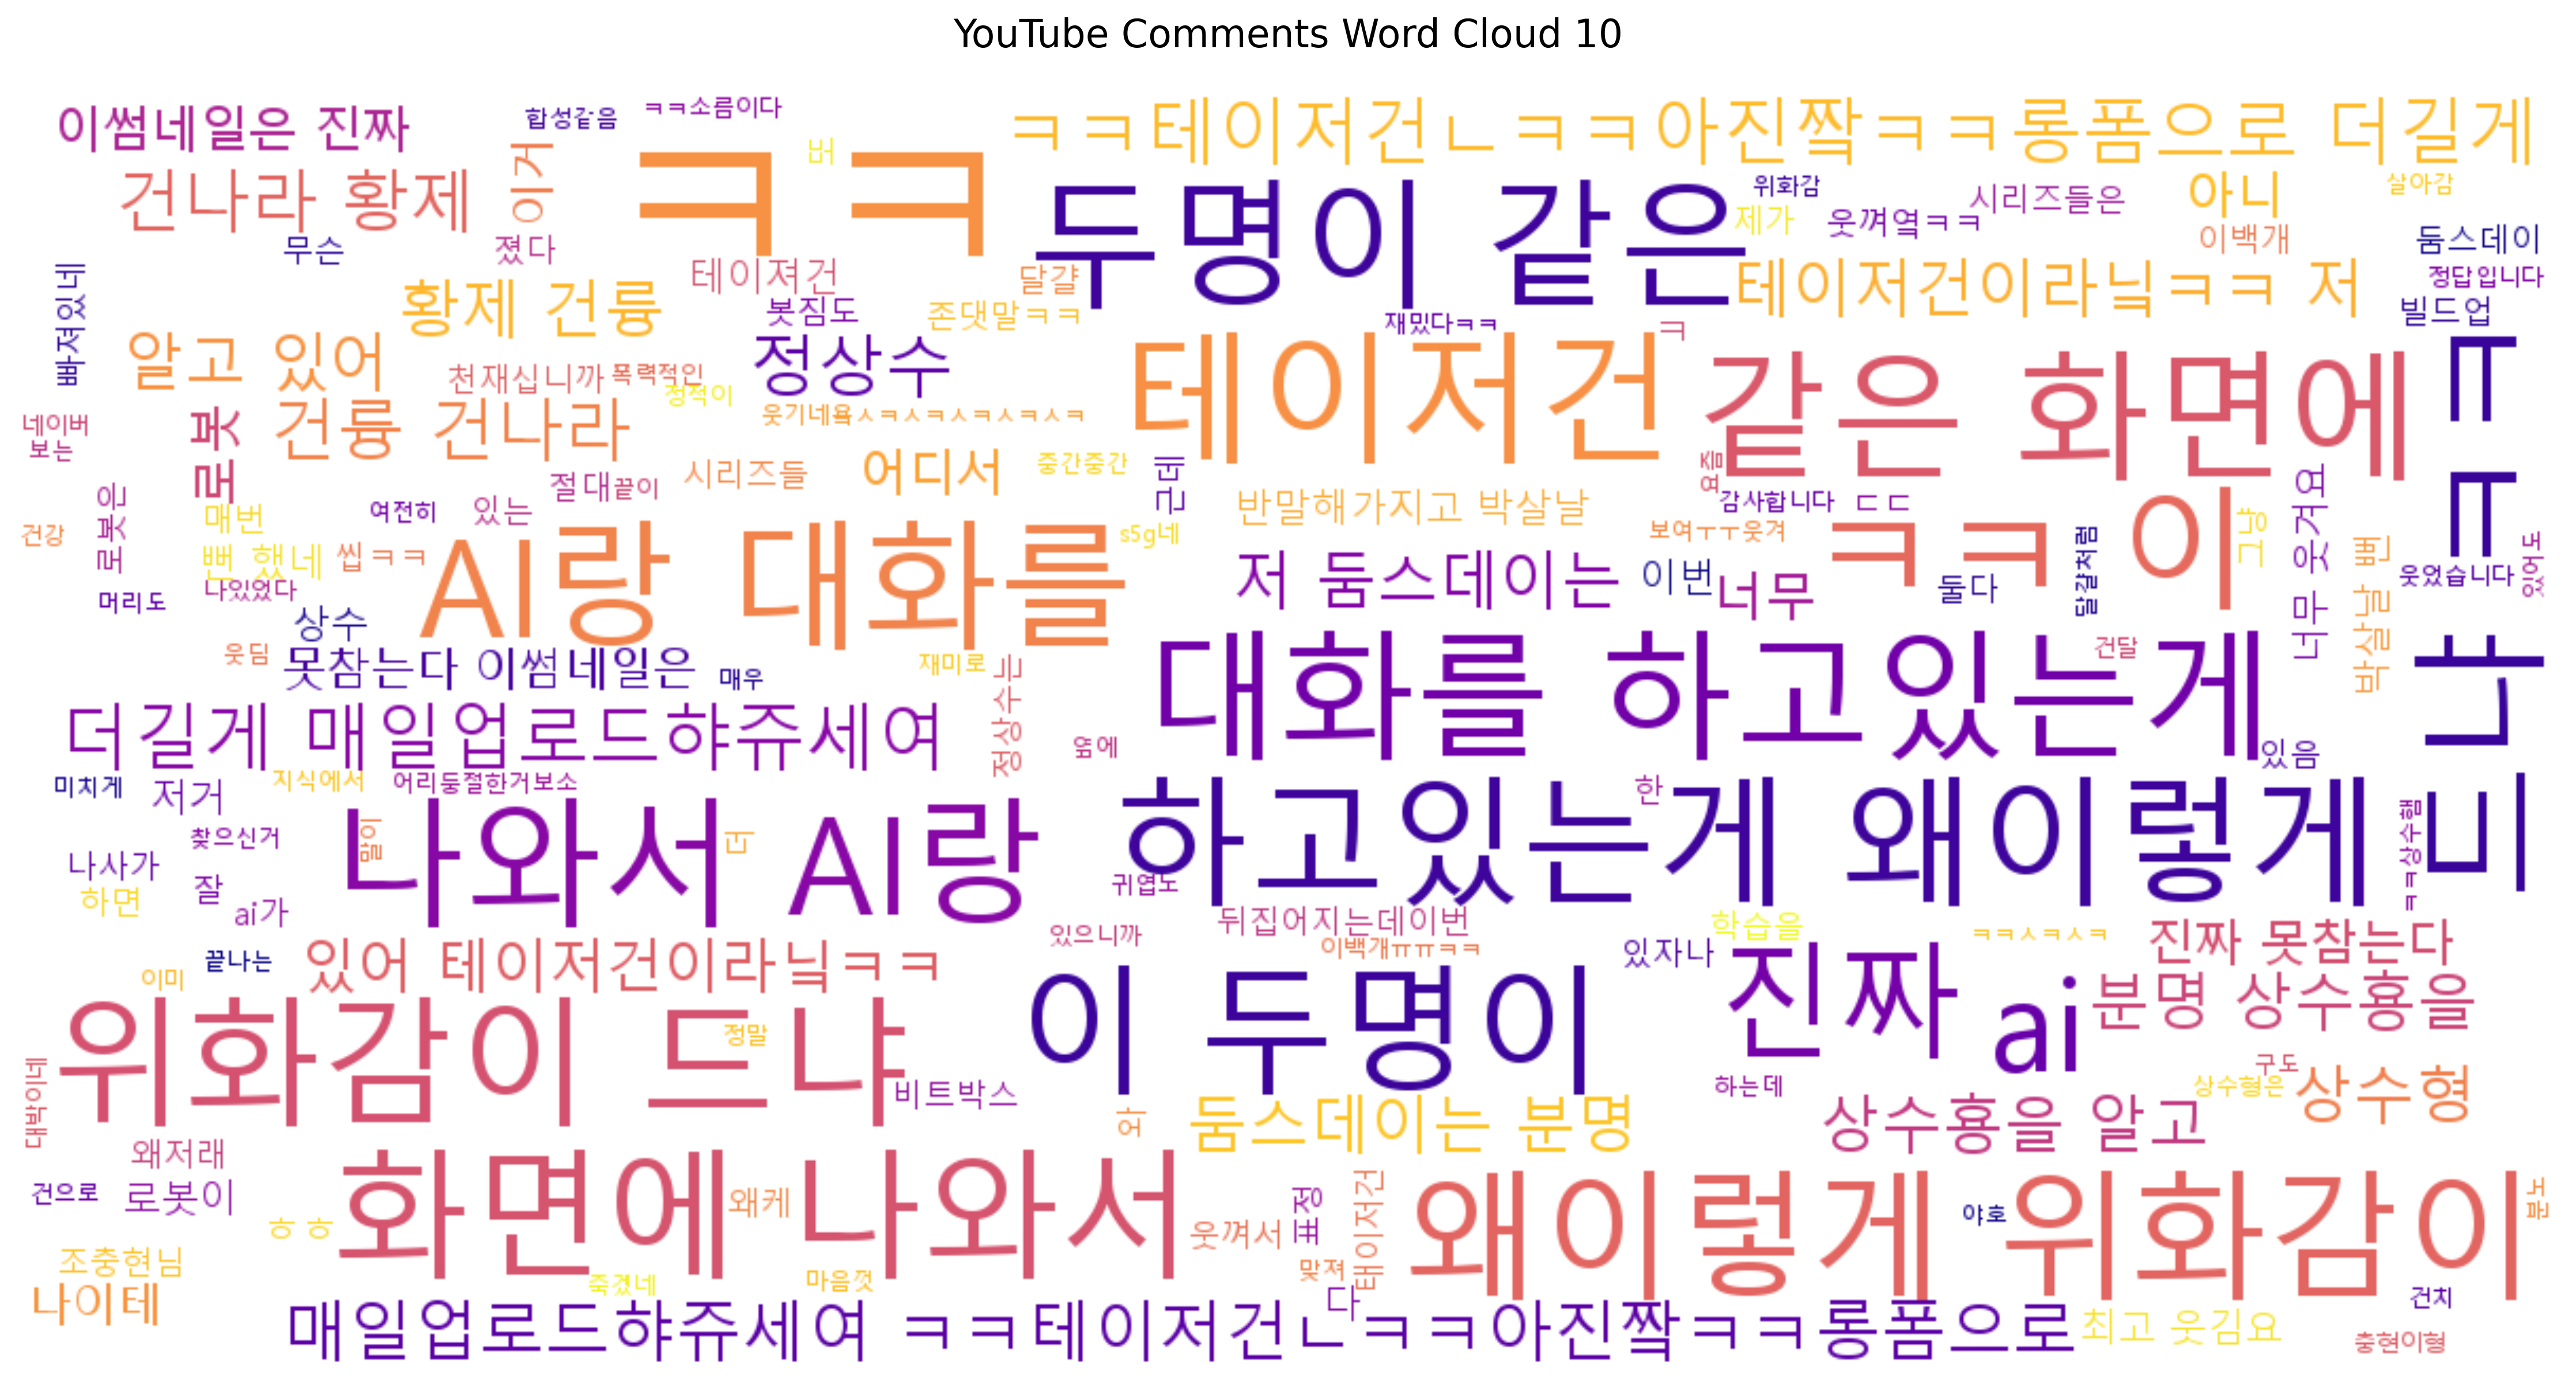 YouTube Comments Word Cloud 10
이썸네일은 진짜
합성같음
ㅋㅋ소름이다
ㅋㅋ테이저건ㄴㅋㅋ아진짞ㅋㅋ롱폼으로 더길게
건나라 황제
이거
ㅋㅋ
버
두명이 같은
위화감
제가
웃껴옄ㅋㅋ
시리즈들은
아니
살아감
이백개
둠스데이
무슨
졌다
테이져건
달걀
테이저건이라닠ㅋㅋ 저
정답입니다
빠져있네
황제 건륭
봇짐도
존댓말ㅋㅋ
재밌다ㅋㅋ
ㅋ
빌드업
알고 있어
정상수
테이저건
같은 화면에
ㅋㅋ
천재십니까
폭력적인
정적이
네이버
보는
로봇
건륭 건나라
웃기네욬ㅅㅋㅅㅋㅅㅋㅅㅋㅅㅋ
어디서
중간중간
근데
요즘
절대
끝이
시리즈들
로봇은
건강
매번
여전히
있는
반말해가지고 박살날
감사합니다
ㄷㄷ
너무 웃겨요
뻔 했네
씹ㅋㅋ
AI랑 대화를
s5g네
보여ㅜㅜ웃겨
ㅋㅋ
이
그냥
박살날 뻔
있어도
머리도
나있었다
저 둠스데이는
이번
너무
둘다
달갈처럼
웃었습니다
상수
웃딤
못참는다 이썸네일은
매우
재미로
정상수는
대화를 하고있는게
건달
냐
더길게 매일업로드햐쥬세여
옆에
있음
미치게
저거
지식에서
어리둥절한거보소
하고있는게 왜이렇게
한
드
ㅋㅋ상수햄
찾으신거
나와서 AI랑
말이
더
나사가
하면
잘
ai가
귀엽노
뒤집어지는데이번
학습을
있으니까
이백개ㅠㅠㅋㅋ
있자나
진짜
ㅋㅋㅅㅋㅅㅋ
진짜 못참는다
끝나는
이미
있어 테이저건이라닠ㅋㅋ
이 두명이
ai
분명 상수횽을
위화감이 드냐
정말
대박이네
비트박스
와
하는데
구도
상수형은
상수형
둠스데이는 분명
상수횽을 알고
왜저래
건으로
로봇이
화면에 나와서
왜케
웃껴서
표정
태이저건
왜이렇게
야호
위화감이
분노
ㅎㅎ
조충현님
죽겠네
마음껏
맞져
나이테
다
건치
매일업로드햐쥬세여 ㅋㅋ테이저건ㄴㅋㅋ아진짞ㅋㅋ롱폼으로
최고 웃김요
충현이형